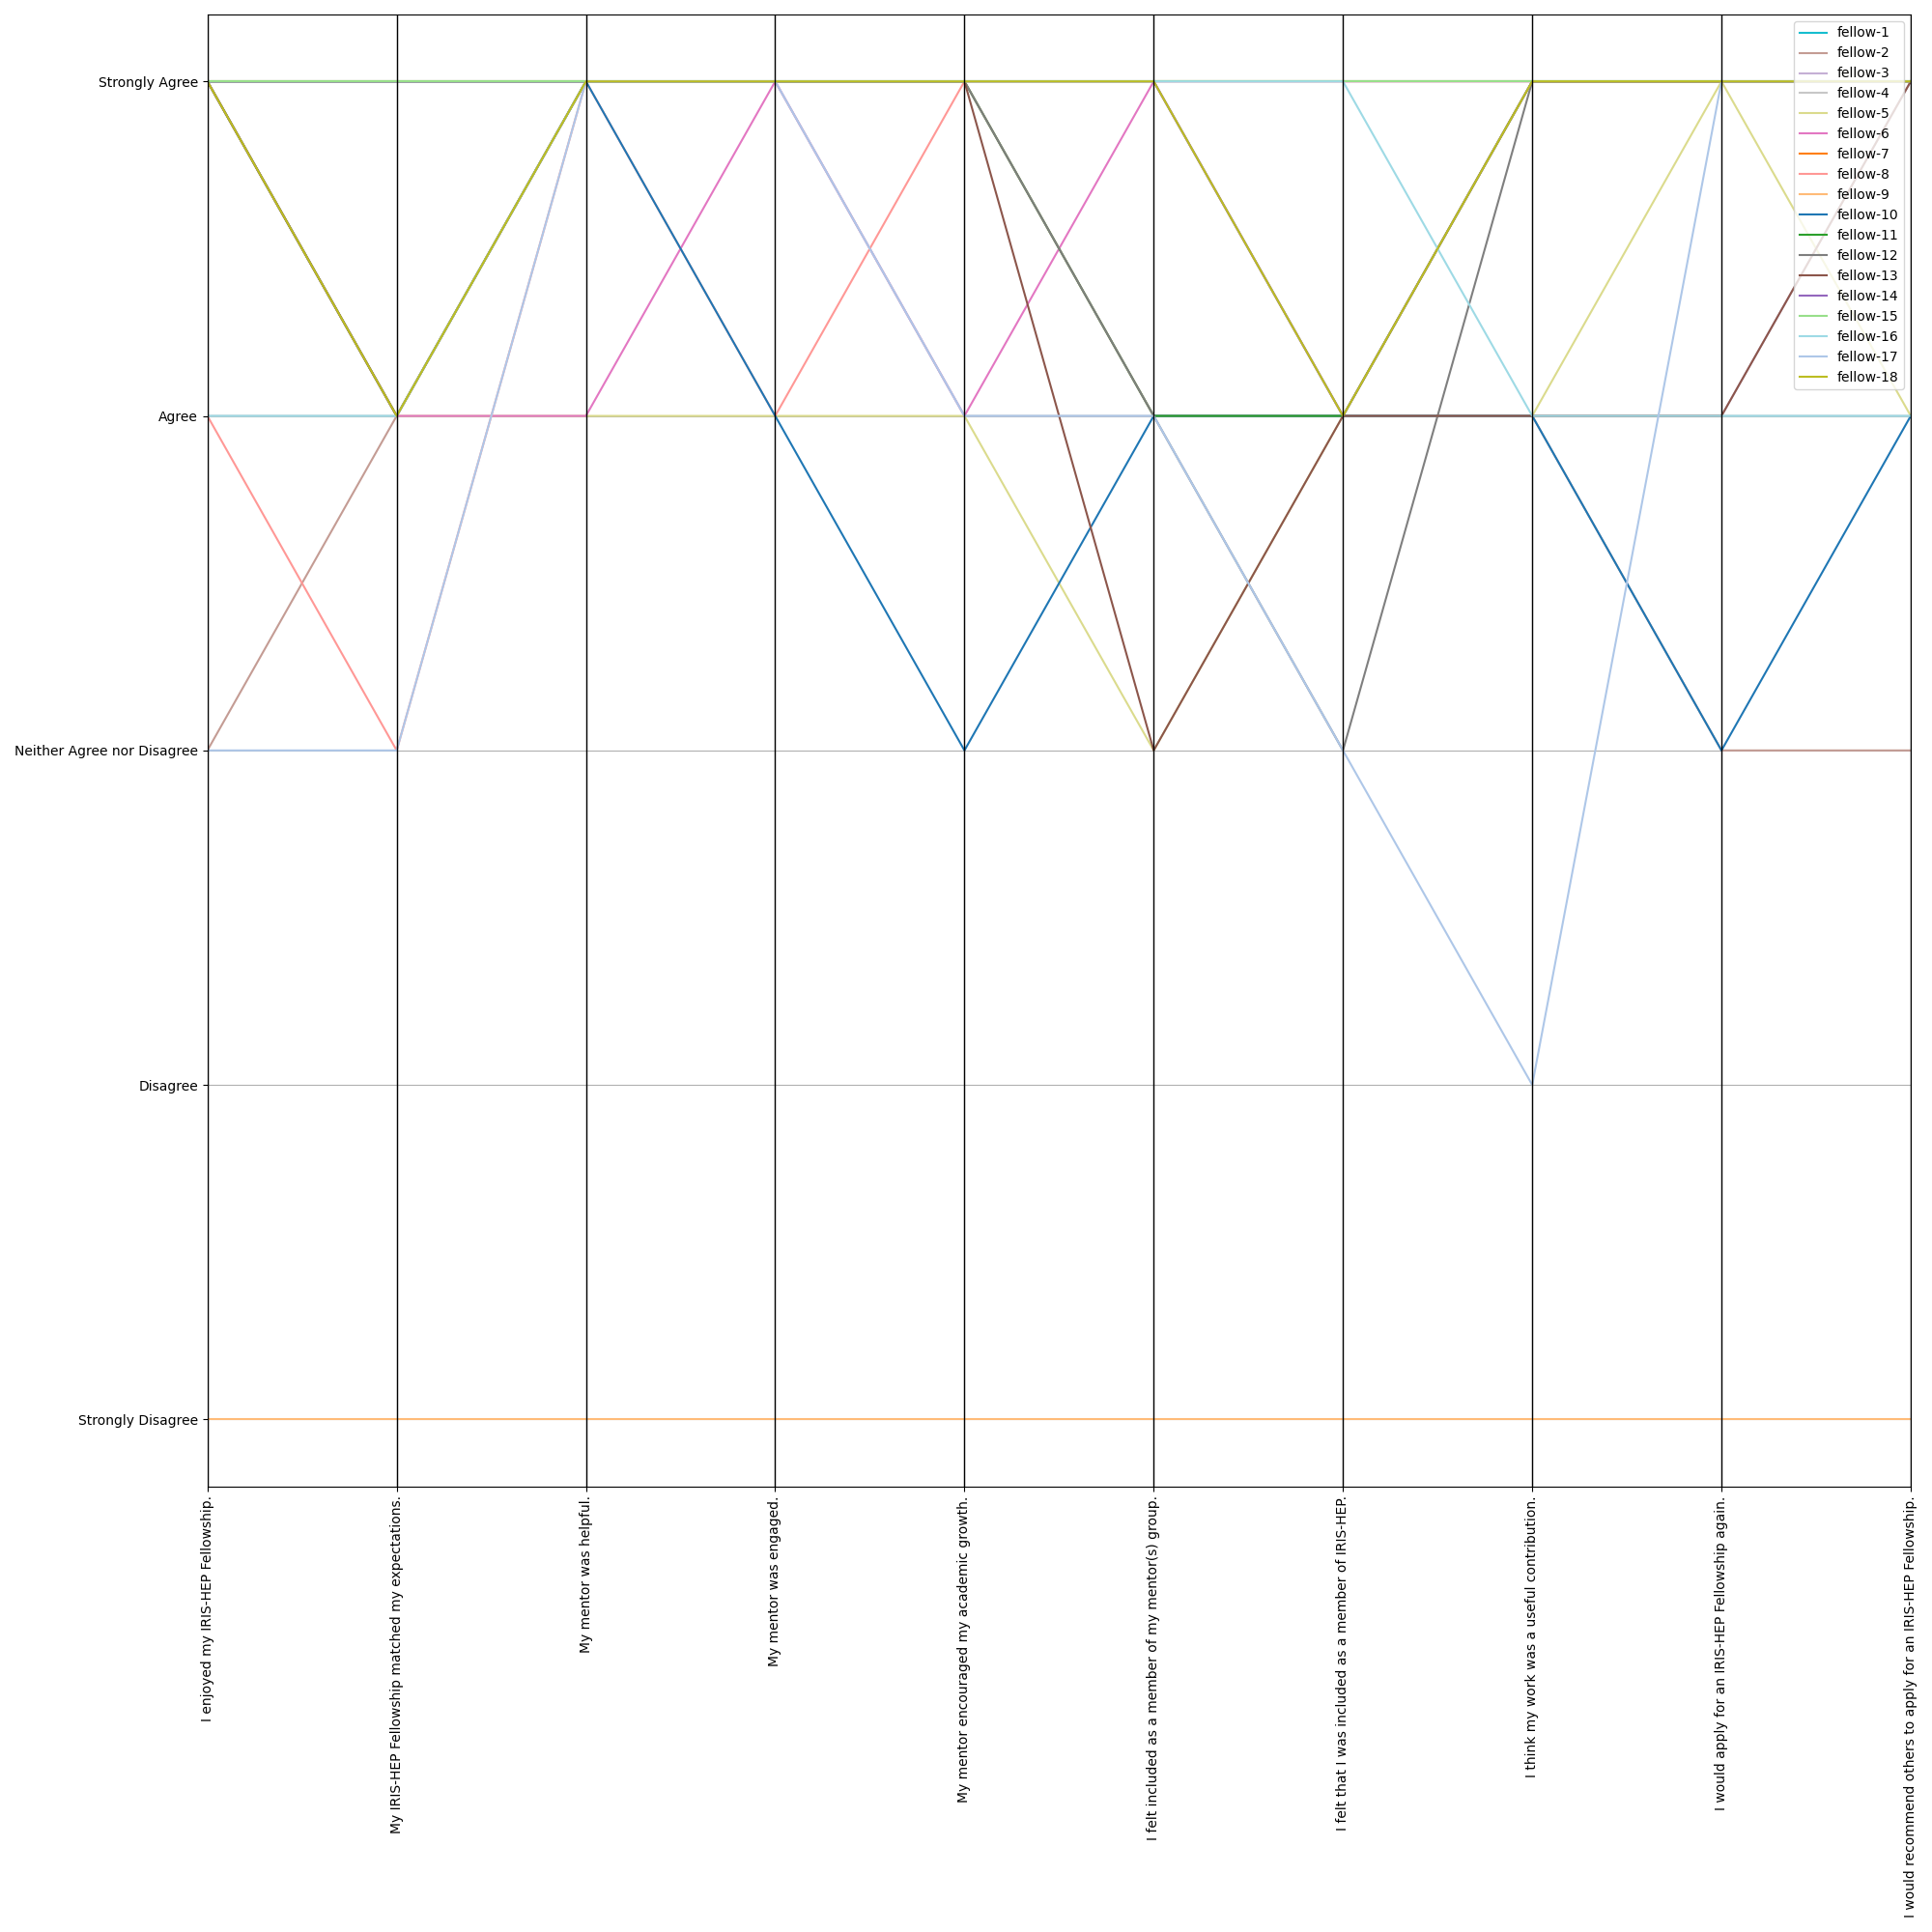 Strongly Agree
Agree
Neither Agree nor Disagree
Disagree
Strongly Disagree
fellow-1
fellow-2
fellow-3
fellow-4
fellow-5
fellow-6
fellow-7
fellow-8
fellow-9
fellow-10
fellow-11
fellow-12
fellow-13
fellow-14
fellow-15
fellow-16
fellow-17
fellow-18
I enjoyed my IRIS-HEP Fellowship.
My IRIS-HEP Fellowship matched my expectations.
My mentor was helpful.
My mentor was engaged.
My mentor encouraged my academic growth.
I felt included as a member of my mentor(s) group.
I felt that I was included as a member of IRIS-HEP.
I think my work was a useful contribution.
I would apply for an IRIS-HEP Fellowship again.
I would recommend others to apply for an IRIS-HEP Fellowship.